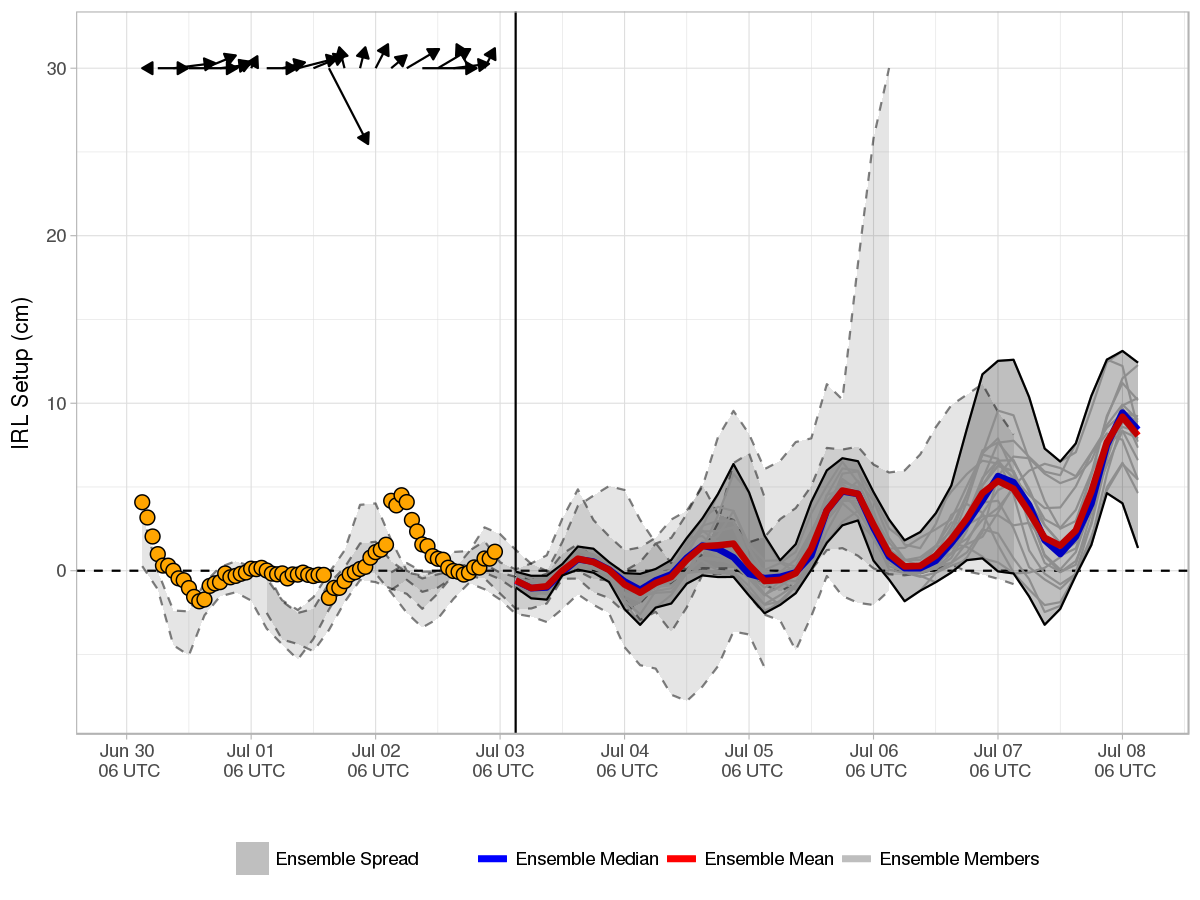 30
20
10
0
IRL Setup (cm)
Jun 30 Jul 01 Jul 02 Jul 03 Jul 04 Jul 05 Jul 06 Jul 07 Jul 08
06 UTC 06 UTC 06 UTC 06 UTC 06 UTC 06 UTC 06 UTC 06 UTC 06 UTC
Ensemble Spread Ensemble Median Ensemble Mean Ensemble Members